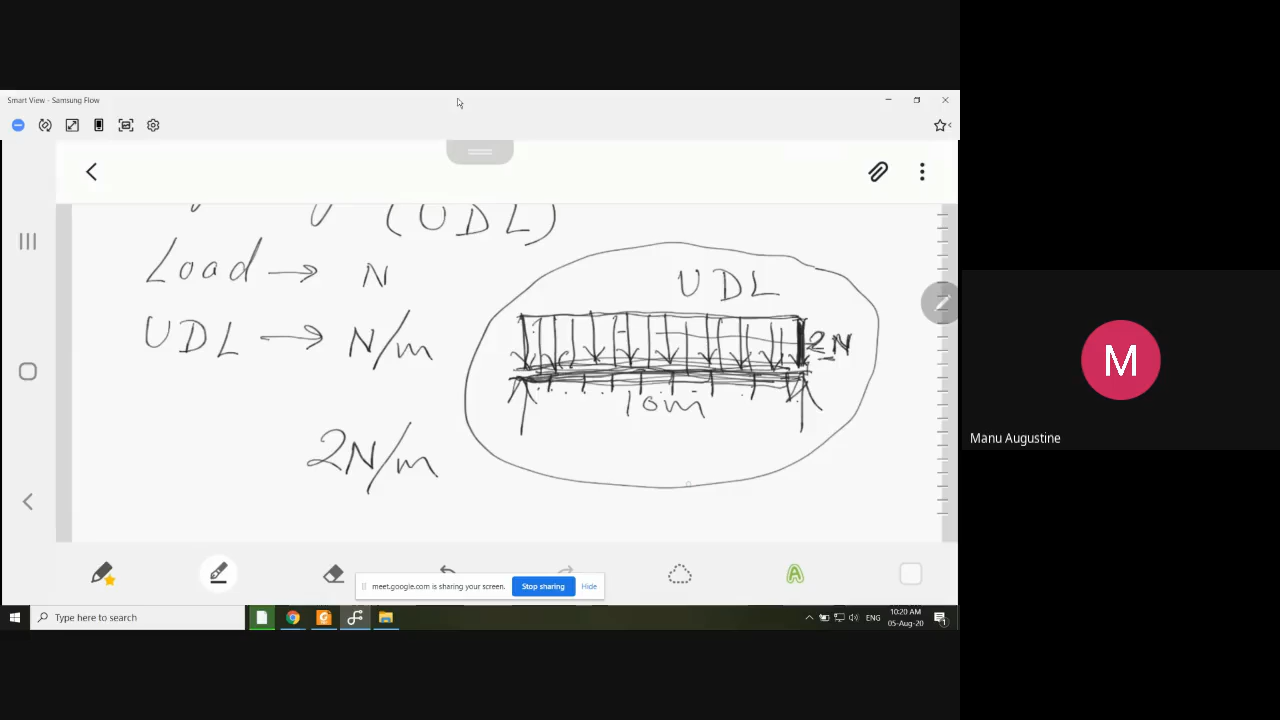 Smart View - Samsung Flow
(UDL)
Load → N
UDL → N/m
2N/m
UDL
2N
10m
M
Manu Augustine
meet.google.com is sharing your screen.
Stop sharing
Hide
Type here to search
ENG
10:20 AM
05-Aug-20